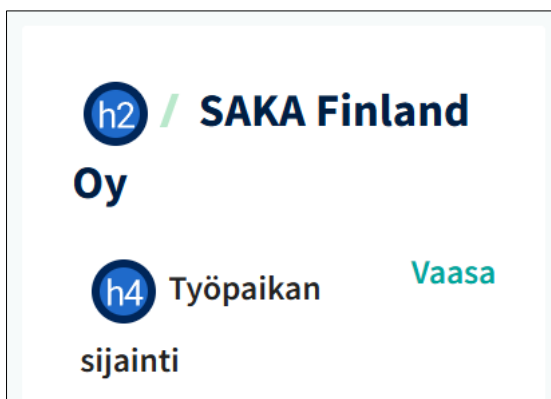 h2 / SAKA Finland
Oy
h4 Työpaikan
Vaasa
sijainti